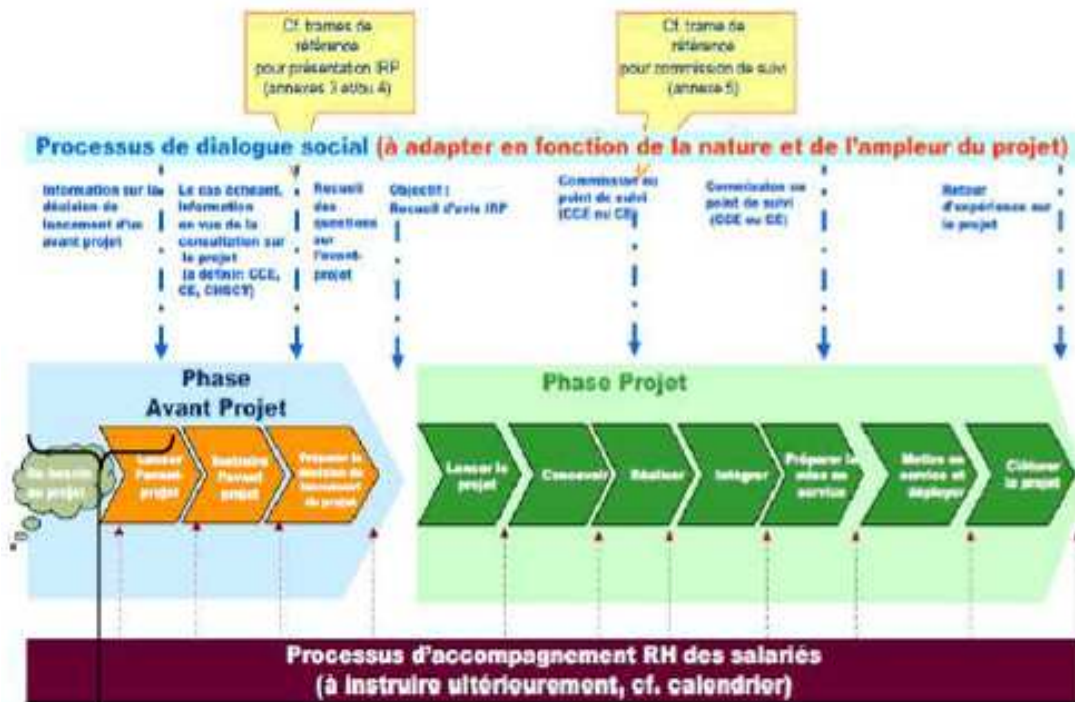 Cf. trames de
référence
pour présentation IRP
(annexes 3 et/ou 4)
Cf. trame de
référence
pour commission de suivi
(annexe 5)
Processus de dialogue social (à adapter en fonction de la nature et de l'ampleur du projet)
Information sur la
décision de
lancement d'un
avant projet
Le cas échéant,
information
en vue de la
consultation sur
le projet
(à définir: CCE,
CE, CHSCT)
Recueil
des
questions
sur
l'avant-
projet
Objectif :
Recueil d'avis IRP
Commission ou
point de suivi
(CCE ou CE)
Commission ou
point de suivi
(CCE ou CE)
Retour
d'expérience sur
le projet
Phase
Avant Projet
Phase Projet
Lancer
l'avant-
projet
Instruire
l'avant
projet
Préparer la
décision de
lancement
du projet
Lancer le
projet
Concevoir
Réaliser
Intégrer
Préparer la
mise en
service
Mettre en
service et
déployer
Clôturer
le projet
Processus d'accompagnement RH des salariés
(à instruire ultérieurement, cf. calendrier)